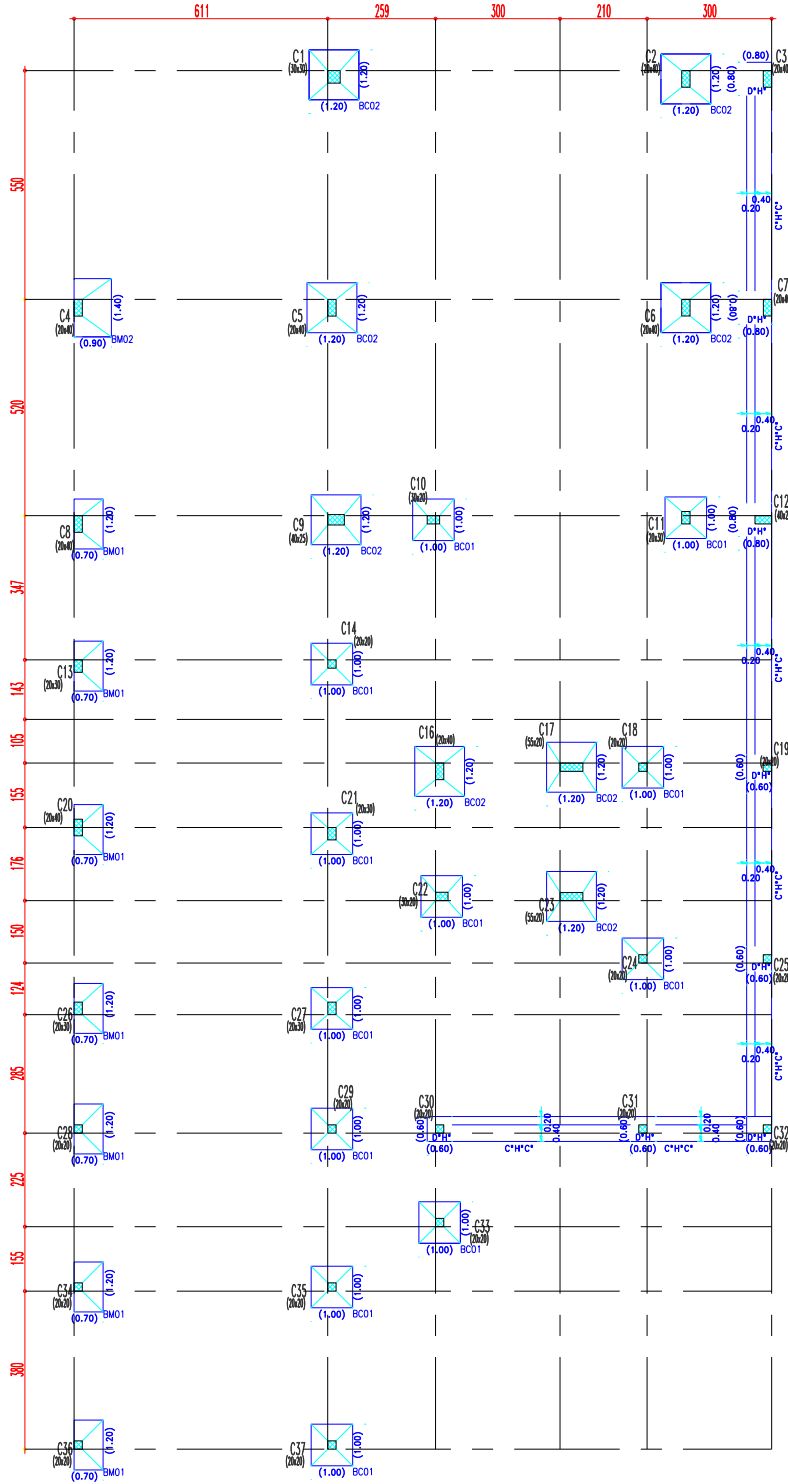 611 259 300 210 300
C1
(30x30)
(1.20)
(1.20) BC02
C2
(20x40)
(1.20)
(1.20) BC02
(0.80)
(0.80)
C3
(20x40
D*H*
550
0.40
0.20
C*H*C*
C4
(20x40)
(1.40)
(0.90) BM02
C5
(20x40)
(1.20)
(1.20) BC02
C6
(20x40)
(1.20)
(1.20) BC02
(0.80)
C7
(20x40
D*H*
(0.80)
520
0.40
0.20
C*H*C*
C8
(20x40)
(1.20)
(0.70) BM01
C9
(40x25)
(1.20)
(1.20) BC02
C10
(30x20)
(1.00)
(1.00) BC01
C11
(20x30)
(1.00)
(1.00) BC01
(0.80)
C12
(40x2
D*H*
(0.80)
347
0.40
0.20
C*H*C*
C13
(20x30)
(1.20)
(0.70) BM01
C14
(20x20)
(1.00)
(1.00) BC01
143
105
C16
(20x40)
(1.20)
(1.20) BC02
C17
(55x20)
(1.20)
(1.20) BC02
C18
(20x20)
(1.00)
(1.00) BC01
(0.60)
C19
(20x20)
D*H*
(0.60)
155
C20
(20x40)
(1.20)
(0.70) BM01
C21
(20x30)
(1.00)
(1.00) BC01
176
0.40
0.20
C*H*C*
C22
(30x20)
(1.00)
(1.00) BC01
C23
(55x20)
(1.20)
(1.20) BC02
150
C24
(20x20)
(1.00)
(1.00) BC01
(0.60)
C25
(20x20
D*H*
(0.60)
124
C26
(20x30)
(1.20)
(0.70) BM01
C27
(20x30)
(1.00)
(1.00) BC01
285
0.40
0.20
C*H*C*
C28
(20x20)
(1.20)
(0.70) BM01
C29
(20x20)
(1.00)
(1.00) BC01
C30
(20x20)
(0.60)
D*H*
(0.60)
0.20
0.40
C*H*C*
C31
(20x20)
(0.60)
D*H*
(0.60)
0.20
0.40
C*H*C*
(0.60)
C32
(20x20)
D*H*
(0.60)
225
C33
(20x20)
(1.00)
(1.00) BC01
155
C34
(20x20)
(1.20)
(0.70) BM01
C35
(20x20)
(1.00)
(1.00) BC01
380
C36
(20x20)
(1.20)
(0.70) BM01
C37
(20x20)
(1.00)
(1.00) BC01